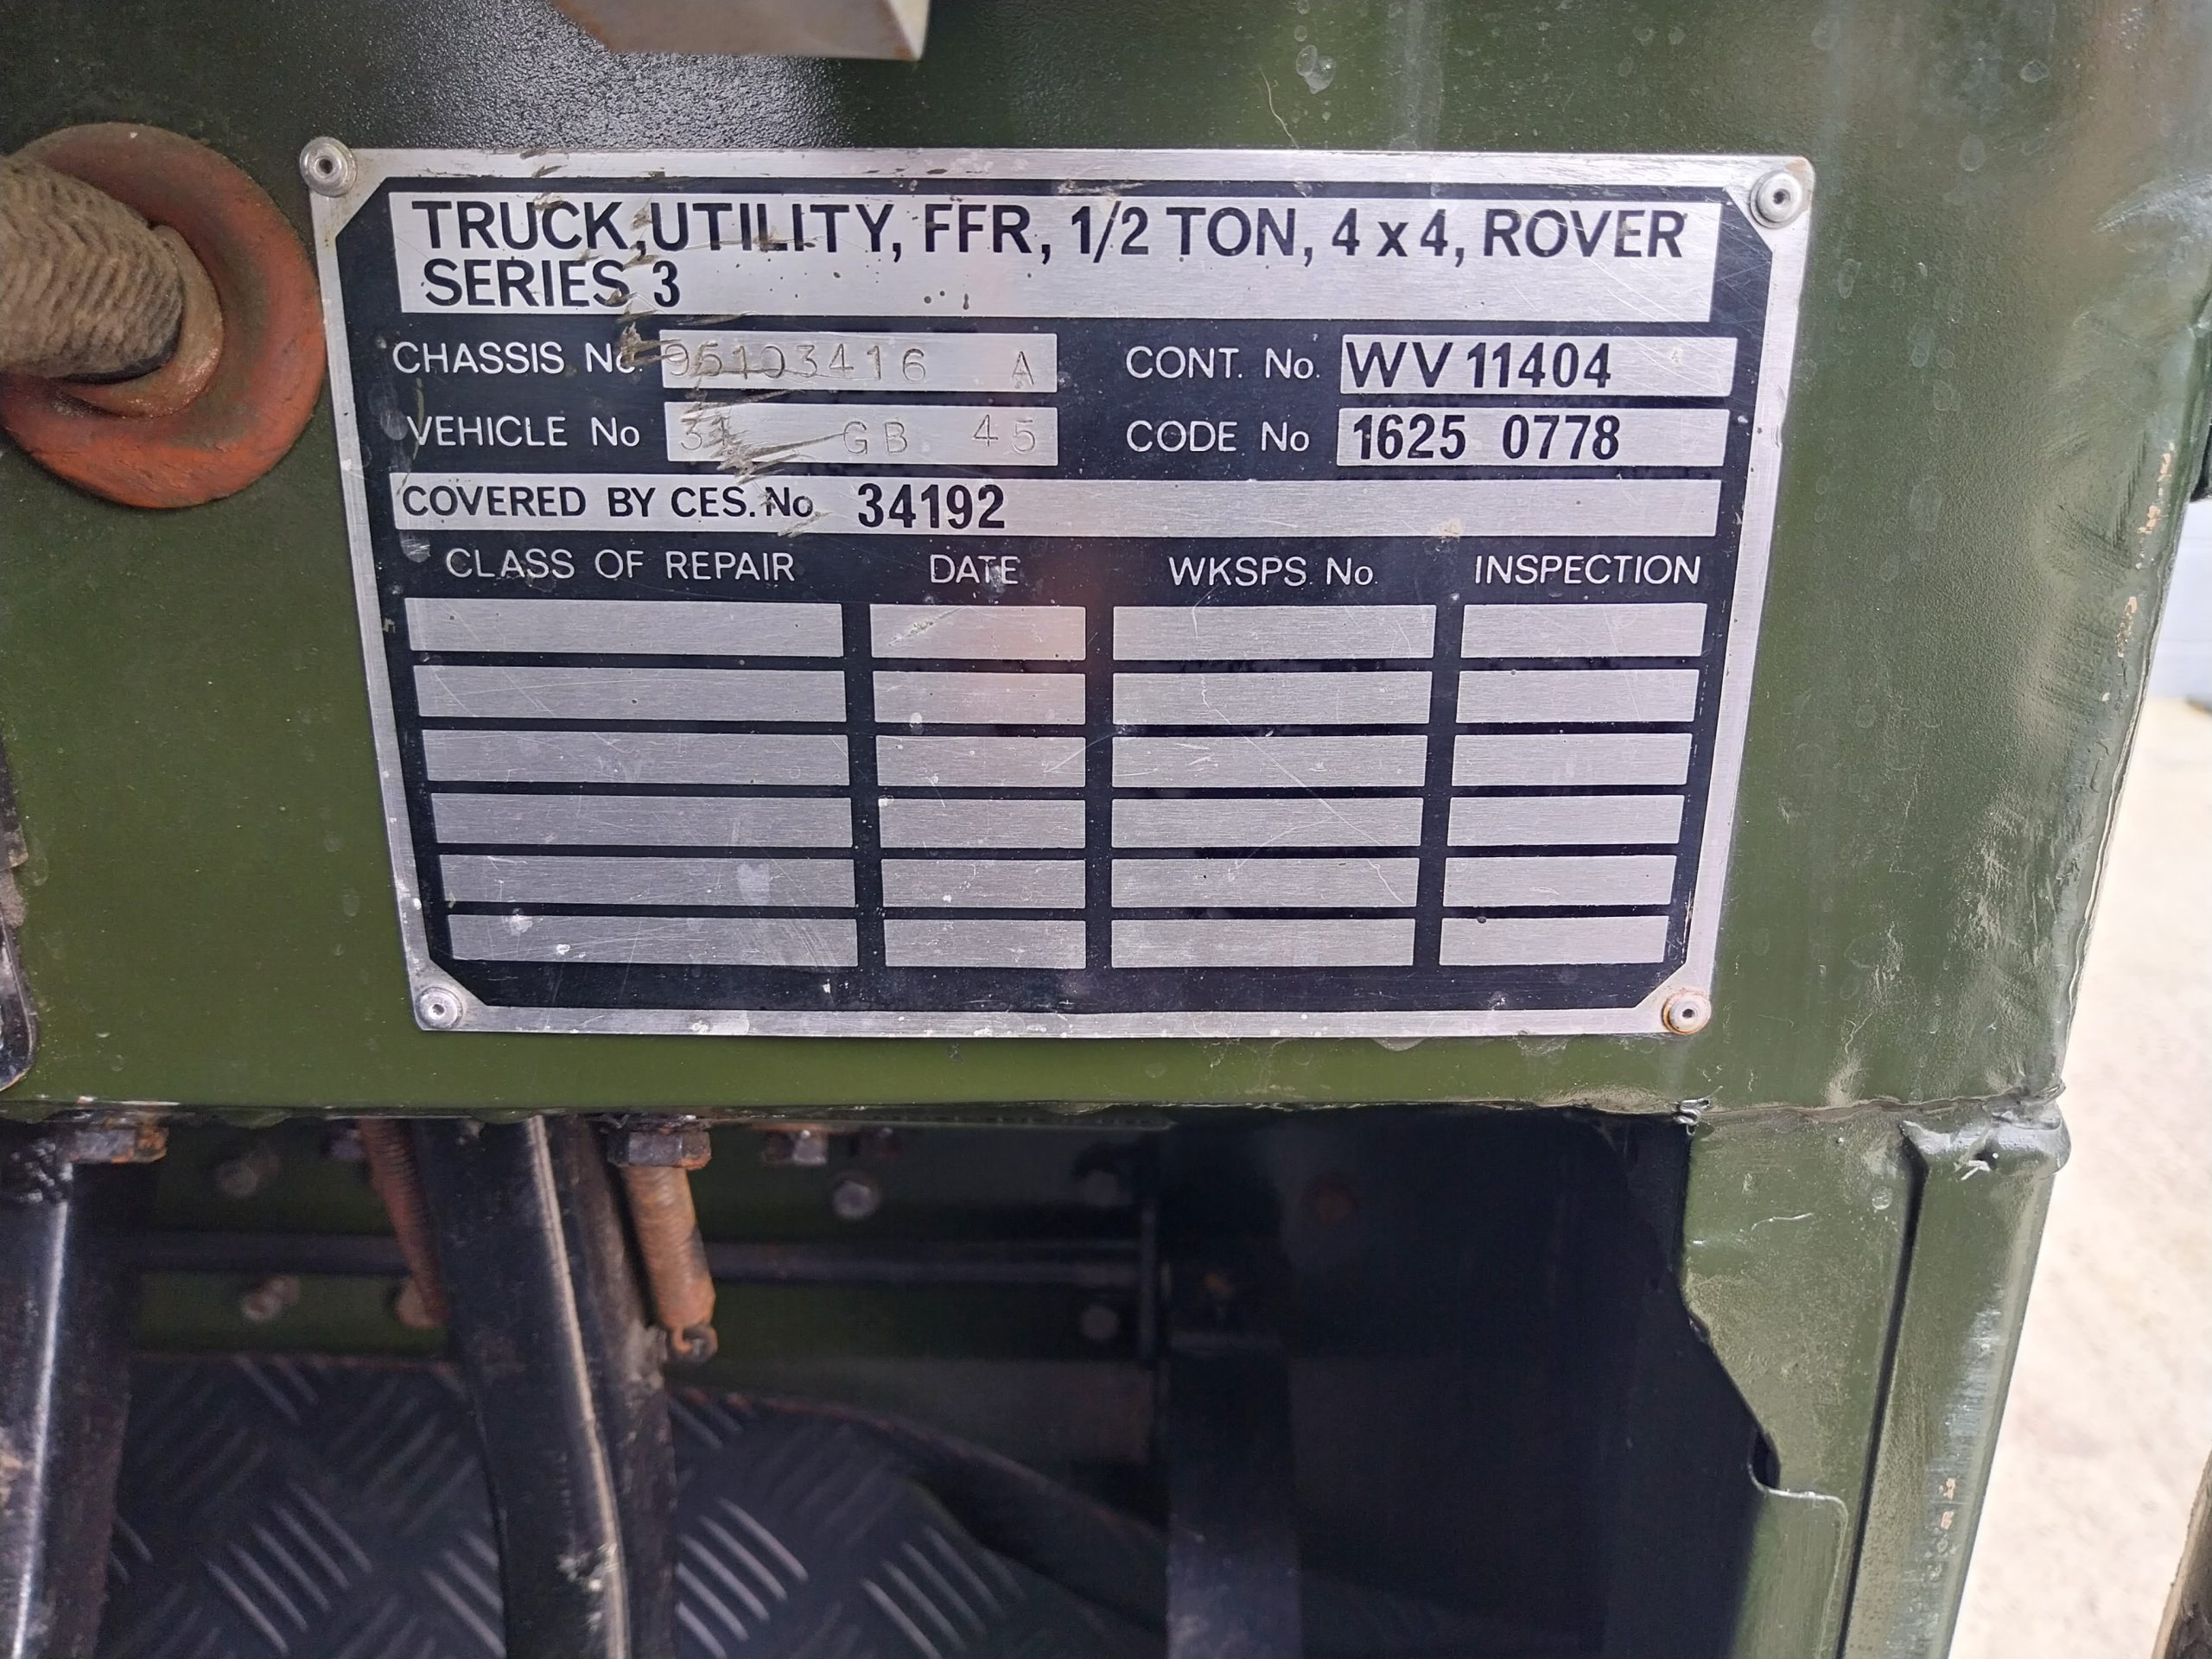 TRUCK,UTILITY, FFR, 1/2 TON, 4 x 4, ROVER
SERIES 3
CHASSIS No. 95103416 A CONT. No. WV 11404
VEHICLE No 31 GB 45 CODE No 1625 0778
COVERED BY CES. No. 34192
CLASS OF REPAIR DATE WKSPS. No. INSPECTION